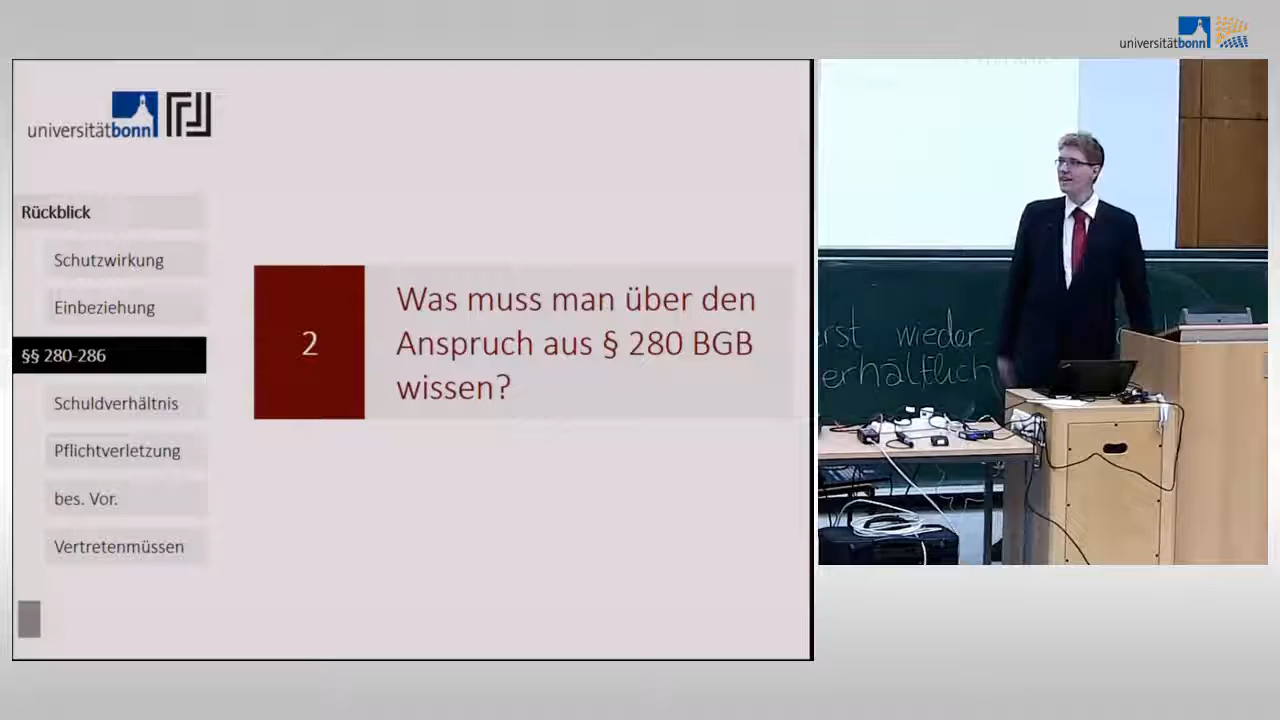 universitätbonn
universitätbonn
Rückblick
Schutzwirkung
Einbeziehung
§§ 280-286
Schuldverhältnis
Pflichtverletzung
bes. Vor.
Vertretenmüssen
2
Was muss man über den
Anspruch aus § 280 BGB
wissen?
erst wieder
erhältlich